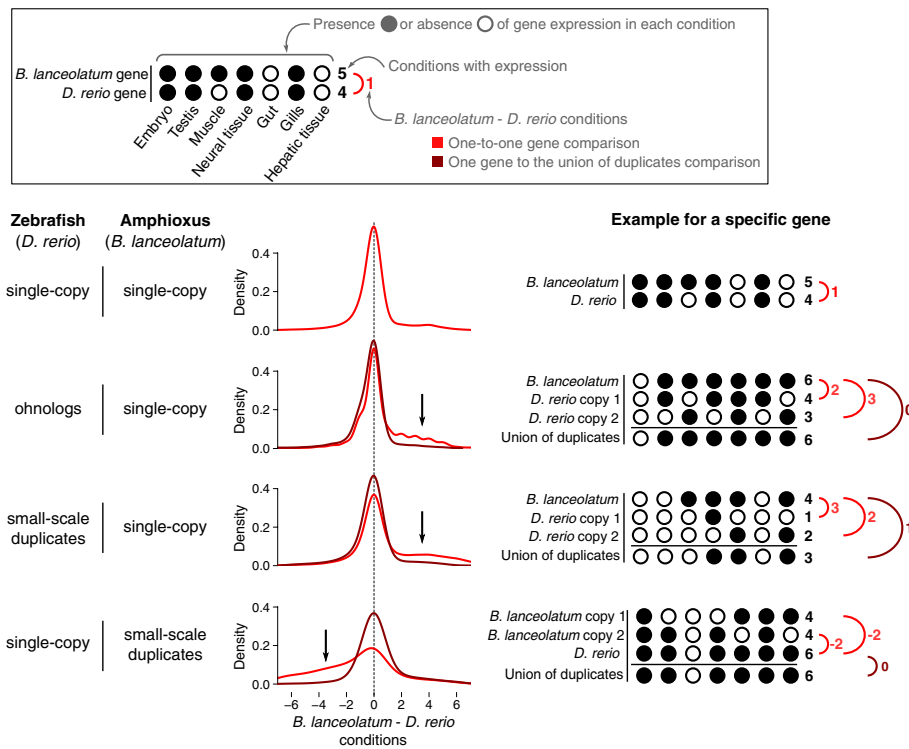 Presence ● or absence ○ of gene expression in each condition
B. lanceolatum gene 5
Conditions with expression
D. rerio gene 4
1
Embryo
Testis
Muscle
Neural tissue
Gut
Gills
Hepatic tissue
B. lanceolatum - D. rerio conditions
One-to-one gene comparison
One gene to the union of duplicates comparison
Zebrafish
(D. rerio)
Amphioxus
(B. lanceolatum)
Example for a specific gene
single-copy
single-copy
Density
0.4
0.2
0.0
B. lanceolatum 5
D. rerio 4
1
ohnologs
single-copy
Density
0.4
0.2
0.0
B. lanceolatum 6
D. rerio copy 1 4
D. rerio copy 2 3
Union of duplicates 6
2
3
small-scale
duplicates
single-copy
Density
0.4
0.2
0.0
B. lanceolatum 4
D. rerio copy 1 1
D. rerio copy 2 2
Union of duplicates 3
3
2
single-copy
small-scale
duplicates
Density
0.4
0.2
0.0
−6 −4 −2 0 2 4 6
B. lanceolatum - D. rerio
conditions
B. lanceolatum copy 1 4
B. lanceolatum copy 2 4
D. rerio 6
Union of duplicates 6
-2
-2
0